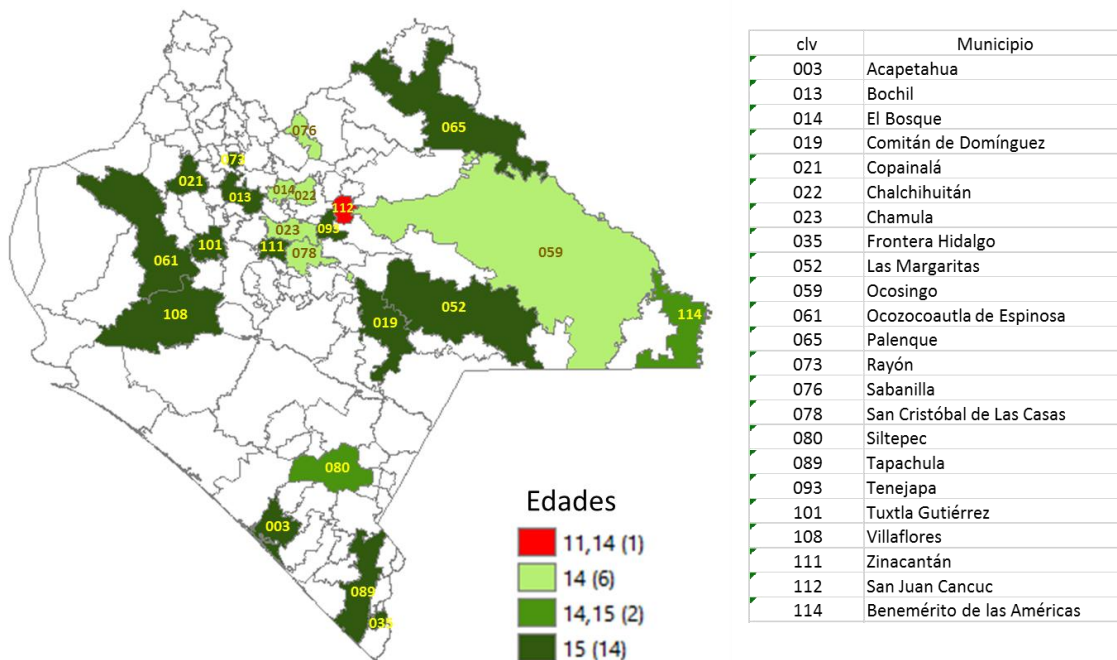 065
076
073
021
014
022
013
112
023
093
101
111
059
061
078
052
114
108
019
080
003
089
035
Edades
11,14 (1)
14 (6)
14,15 (2)
15 (14)
clv Municipio
003 Acapetahua
013 Bochil
014 El Bosque
019 Comitán de Domínguez
021 Copainalá
022 Chalchihuitán
023 Chamula
035 Frontera Hidalgo
052 Las Margaritas
059 Ocosingo
061 Ocozocoautla de Espinosa
065 Palenque
073 Rayón
076 Sabanilla
078 San Cristóbal de Las Casas
080 Siltepec
089 Tapachula
093 Tenejapa
101 Tuxtla Gutiérrez
108 Villaflores
111 Zinacantán
112 San Juan Cancuc
114 Benemérito de las Américas